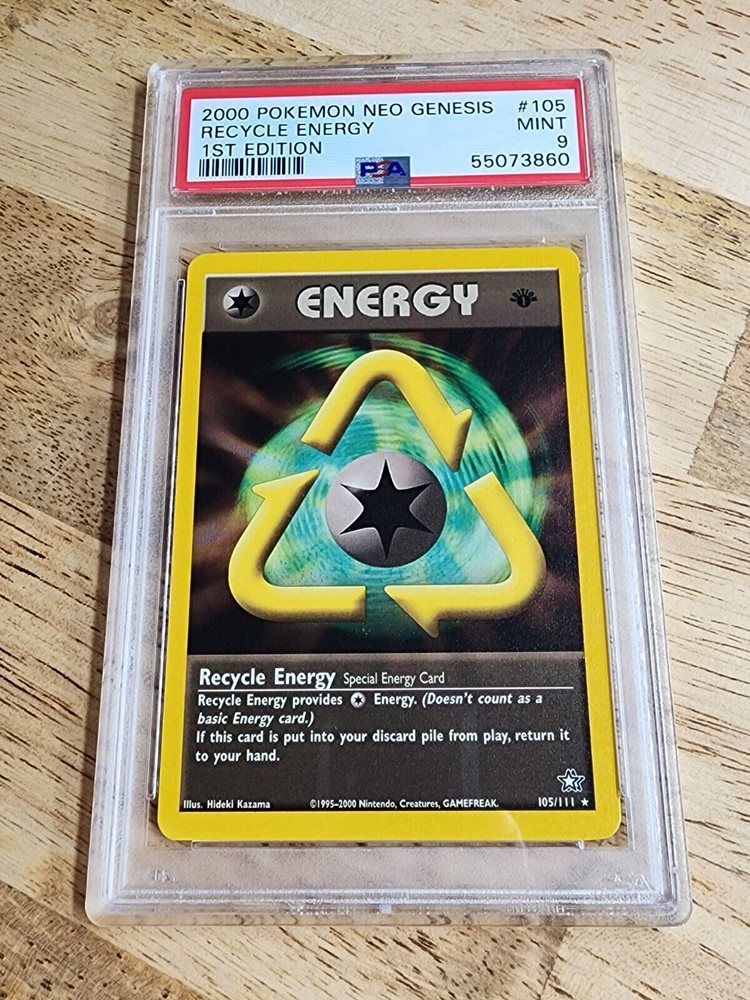 2000 POKEMON NEO GENESIS #105
RECYCLE ENERGY MINT
1ST EDITION 9
PSA 55073860
ENERGY
EDITION
1
Recycle Energy Special Energy Card
Recycle Energy provides Energy. (Doesn't count as a
basic Energy card.)
If this card is put into your discard pile from play, return it
to your hand.
Illus. Hideki Kazama ©1995–2000 Nintendo, Creatures, GAMEFREAK. 105/111 ★